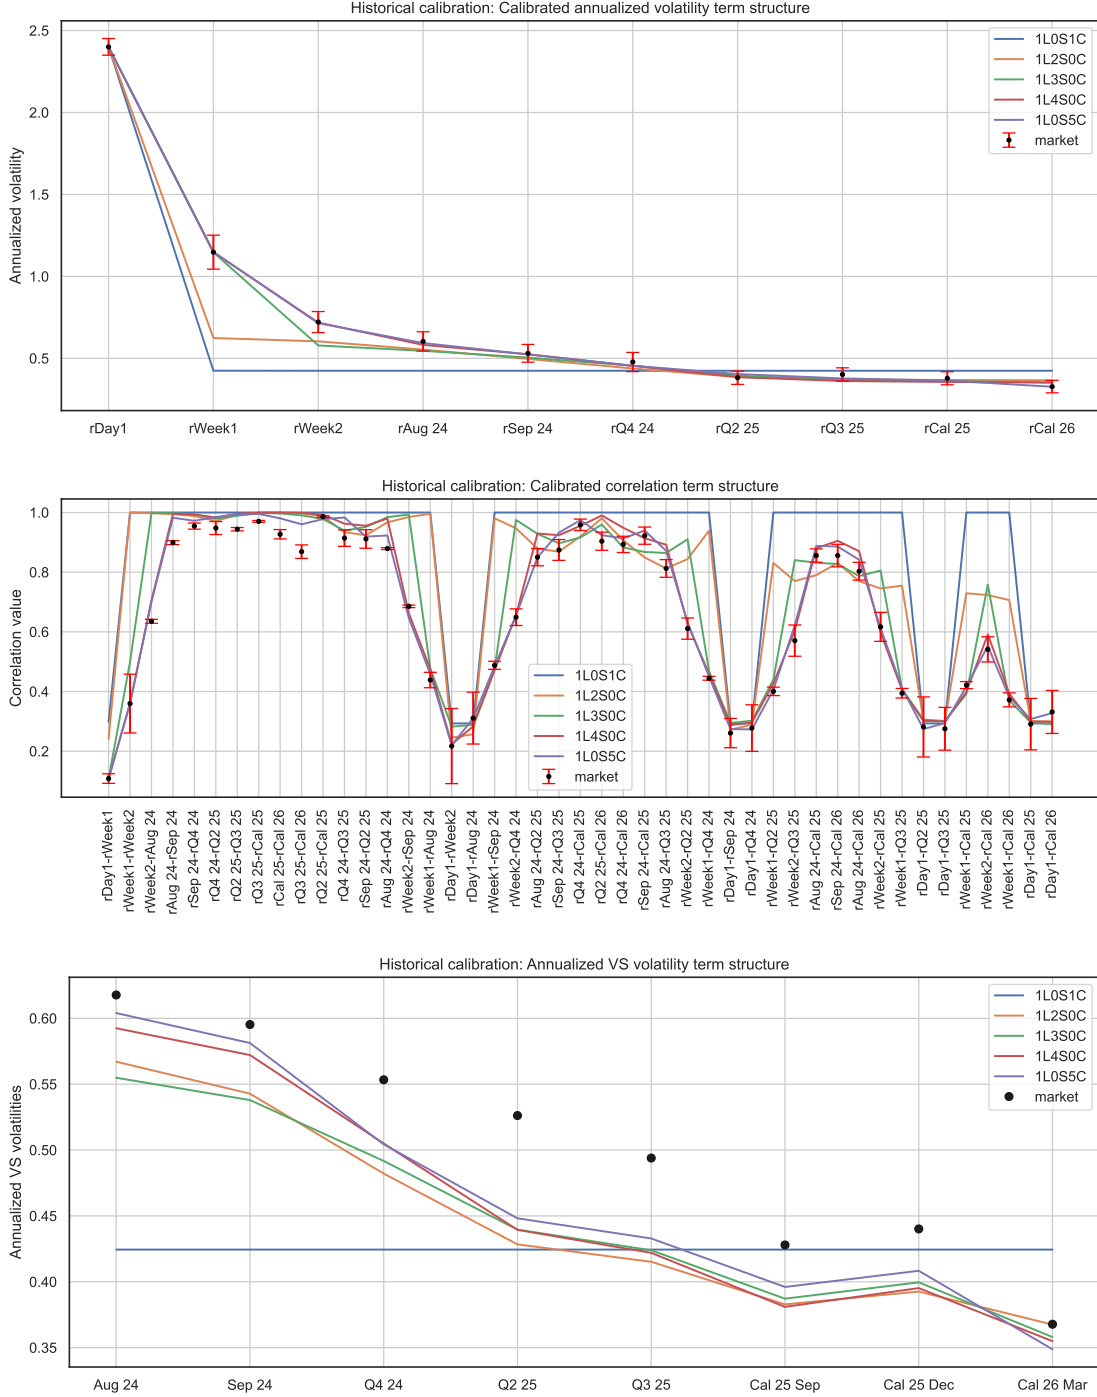 Historical calibration: Calibrated annualized volatility term structure
Annualized volatility
2.5
2.0
1.5
1.0
0.5
1L0S1C
1L2S0C
1L3S0C
1L4S0C
1L0S5C
market
rDay1
rWeek1
rWeek2
rAug 24
rSep 24
rQ4 24
rQ2 25
rQ3 25
rCal 25
rCal 26
Historical calibration: Calibrated correlation term structure
Correlation value
1.0
0.8
0.6
0.4
0.2
1L0S1C
1L2S0C
1L3S0C
1L4S0C
1L0S5C
market
rDay1-rWeek1
rWeek1-rWeek2
rWeek2-rAug 24
rAug 24-rSep 24
rSep 24-rQ4 24
rQ4 24-rQ2 25
rQ2 25-rQ3 25
rQ3 25-rCal 25
rCal 25-rCal 26
rQ3 25-rCal 26
rQ2 25-rCal 25
rQ4 24-rQ3 25
rSep 24-rQ2 25
rAug 24-rQ4 24
rWeek2-rSep 24
rWeek1-rAug 24
rDay1-rWeek2
rDay1-rAug 24
rWeek1-rSep 24
rWeek2-rQ4 24
rAug 24-rQ2 25
rSep 24-rQ3 25
rQ4 24-rCal 25
rQ2 25-rCal 26
rQ4 24-rCal 26
rSep 24-rCal 25
rAug 24-rQ3 25
rWeek2-rQ2 25
rWeek1-rQ4 24
rDay1-rSep 24
rDay1-rQ4 24
rWeek1-rQ2 25
rWeek2-rQ3 25
rAug 24-rCal 25
rSep 24-rCal 26
rAug 24-rCal 26
rWeek2-rCal 25
rWeek1-rQ3 25
rDay1-rQ2 25
rDay1-rQ3 25
rWeek1-rCal 25
rWeek2-rCal 26
rWeek1-rCal 26
rDay1-rCal 25
rDay1-rCal 26
Historical calibration: Annualized VS volatility term structure
Annualized VS volatilities
0.60
0.55
0.50
0.45
0.40
0.35
1L0S1C
1L2S0C
1L3S0C
1L4S0C
1L0S5C
market
Aug 24
Sep 24
Q4 24
Q2 25
Q3 25
Cal 25 Sep
Cal 25 Dec
Cal 26 Mar